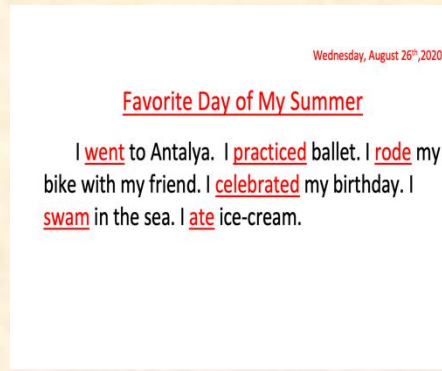 Wednesday, August 26th,2020
Favorite Day of My Summer
I went to Antalya. I practiced ballet. I rode my
bike with my friend. I celebrated my birthday. I
swam in the sea. I ate ice-cream.